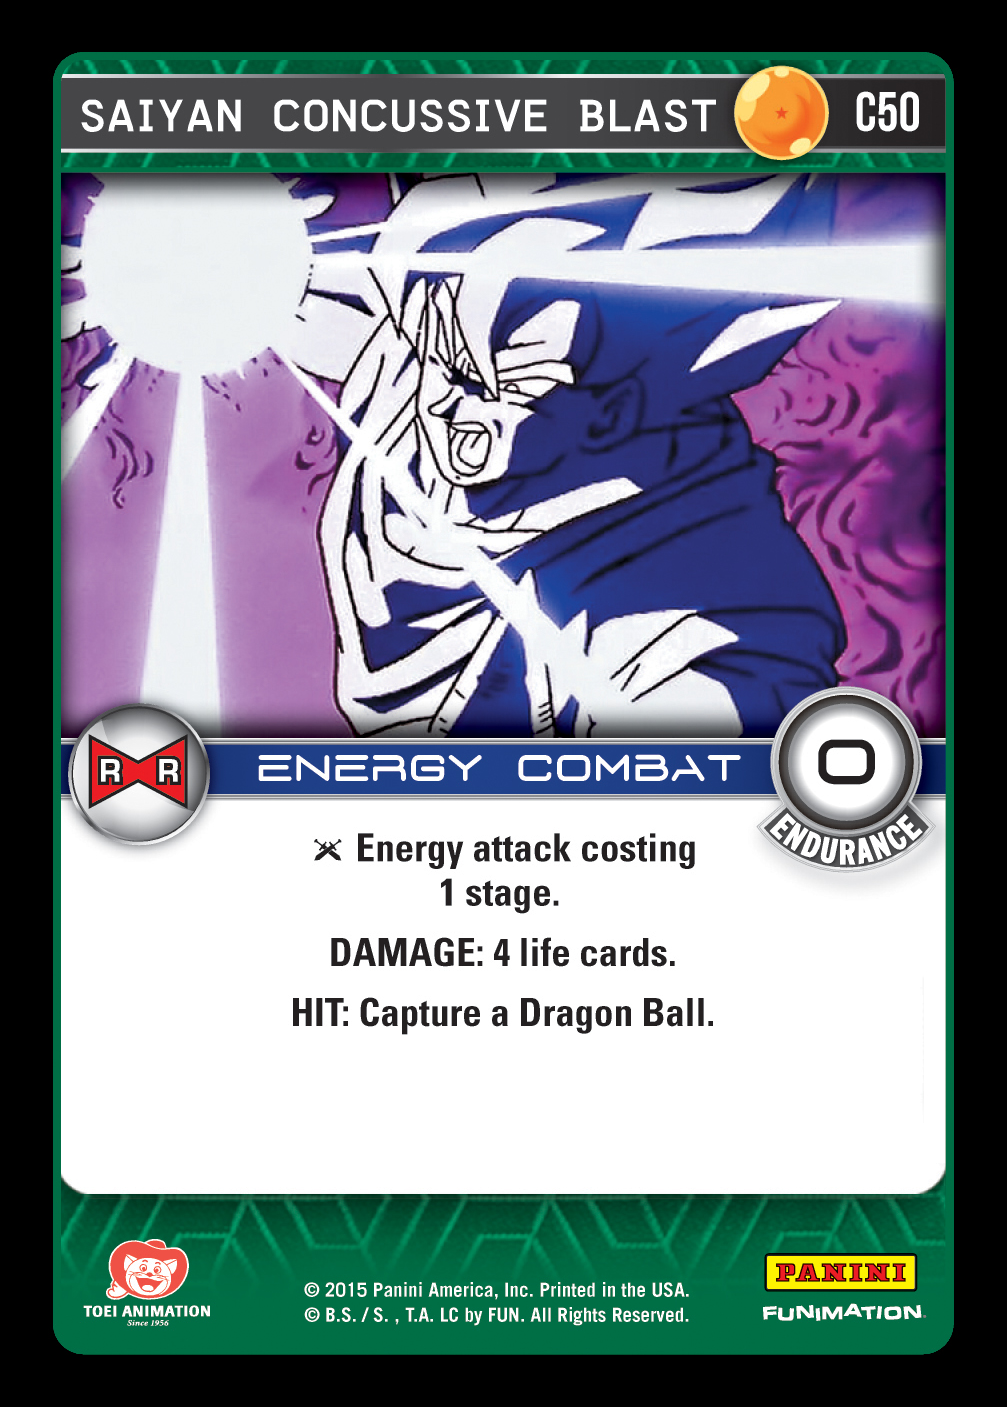 SAIYAN CONCUSSIVE BLAST C50
R R
ENERGY COMBAT
0
ENDURANCE
Energy attack costing
1 stage.
DAMAGE: 4 life cards.
HIT: Capture a Dragon Ball.
TOEI ANIMATION
Since 1956
© 2015 Panini America, Inc. Printed in the USA.
© B.S. / S. , T.A. LC by FUN. All Rights Reserved.
PANINI
FUNIMATION